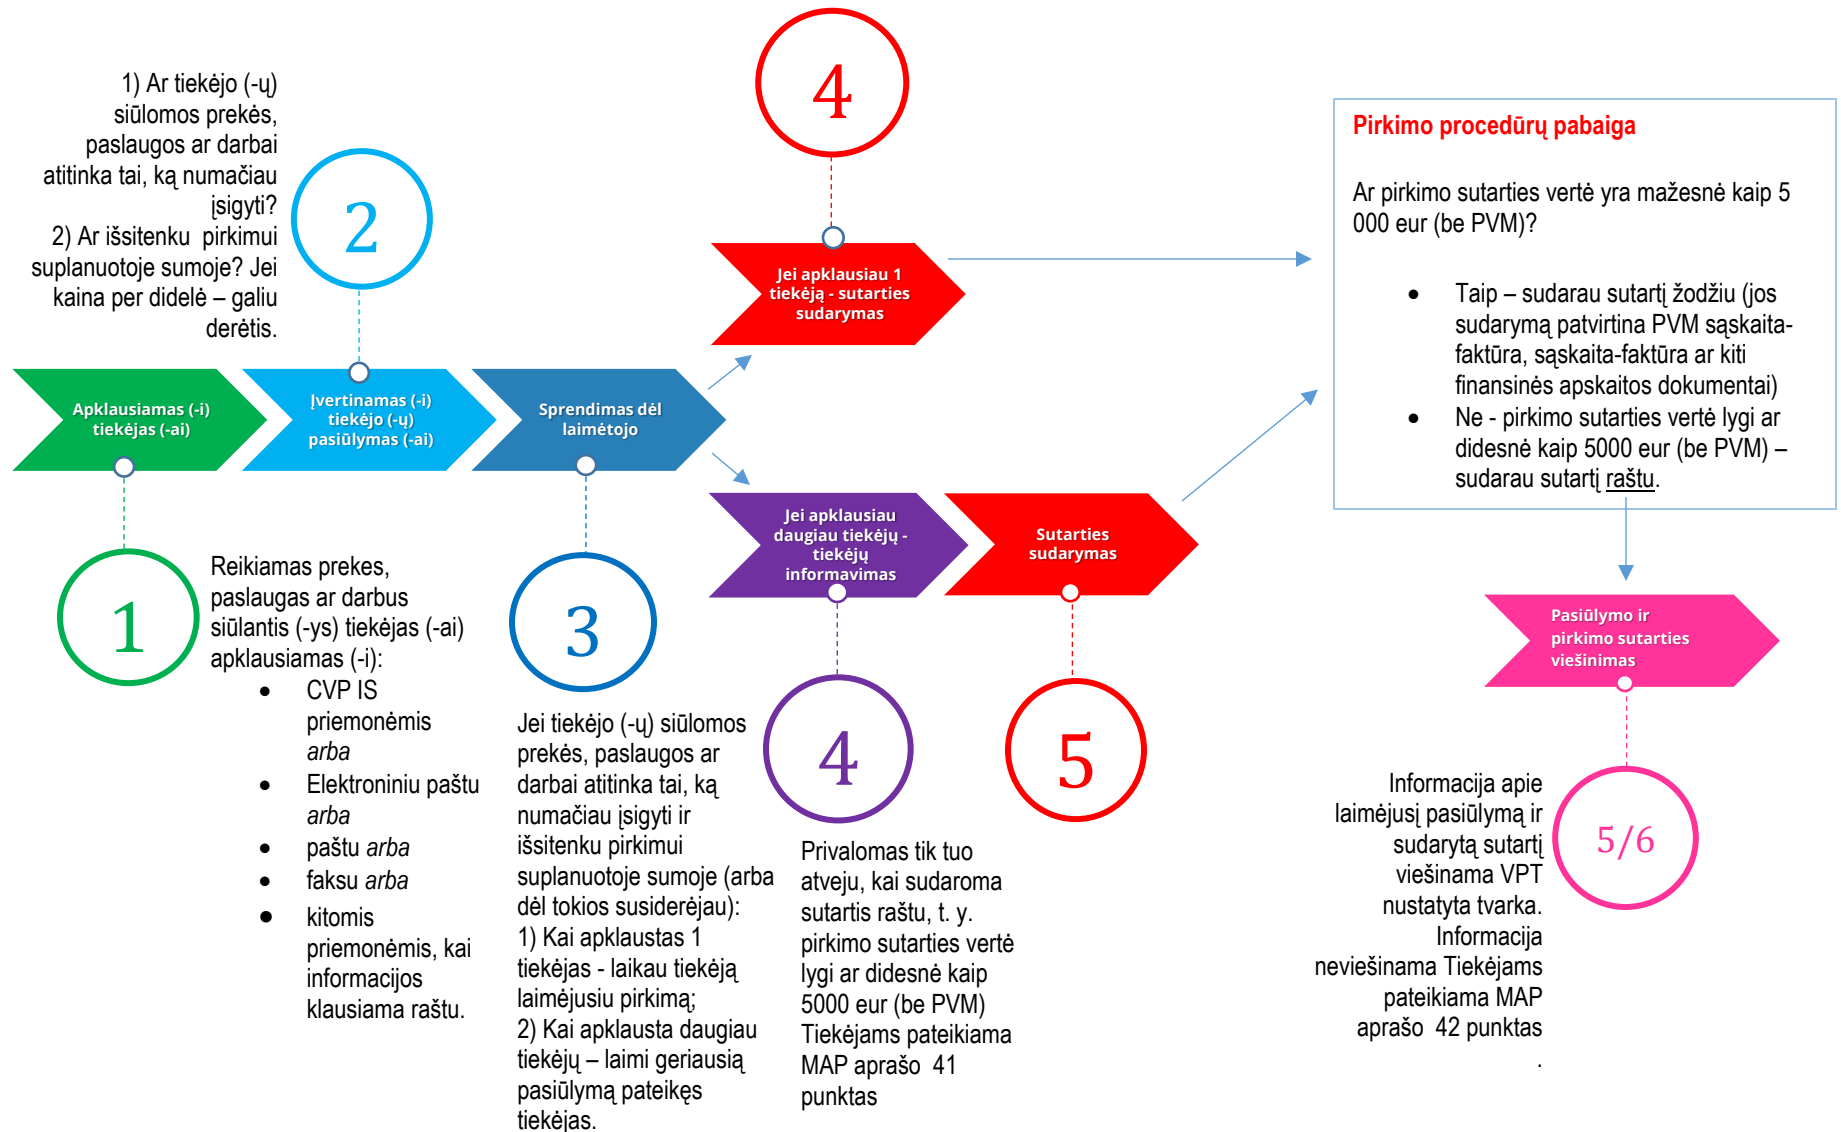 1) Ar tiekėjo (-ų)
siūlomos prekės,
paslaugos ar darbai
atitinka tai, ką numačiau
įsigyti?
2) Ar išsitenku  pirkimui
suplanuotoje sumoje? Jei
kaina per didelė – galiu
derėtis.
2
4
Jei apklausiau 1
tiekėją - sutarties
sudarymas
Apklausiamas (-i)
tiekėjas (-ai)
Įvertinamas (-i)
tiekėjo (-ų)
pasiūlymas (-ai)
Sprendimas dėl
laimėtojo
Jei apklausiau
daugiau tiekėjų -
tiekėjų
informavimas
Sutarties
sudarymas
Pirkimo procedūrų pabaiga
Ar pirkimo sutarties vertė yra mažesnė kaip 5
000 eur (be PVM)?
• Taip – sudarau sutartį žodžiu (jos
sudarymą patvirtina PVM sąskaita-
faktūra, sąskaita-faktūra ar kiti
finansinės apskaitos dokumentai)
• Ne - pirkimo sutarties vertė lygi ar
didesnė kaip 5000 eur (be PVM) –
sudarau sutartį raštu.
Pasiūlymo ir
pirkimo sutarties
viešinimas
1
Reikiamas prekes,
paslaugas ar darbus
siūlantis (-ys) tiekėjas (-ai)
apklausiamas (-i):
• CVP IS
priemonėmis
arba
• Elektroniniu paštu
arba
• paštu arba
• faksu arba
• kitomis
priemonėmis, kai
informacijos
klausiama raštu.
3
Jei tiekėjo (-ų) siūlomos
prekės, paslaugos ar
darbai atitinka tai, ką
numačiau įsigyti ir
išsitenku pirkimui
suplanuotoje sumoje (arba
dėl tokios susiderėjau):
1) Kai apklaustas 1
tiekėjas - laikau tiekėją
laimėjusiu pirkimą;
2) Kai apklausta daugiau
tiekėjų – laimi geriausią
pasiūlymą pateikęs
tiekėjas.
4
Privalomas tik tuo
atveju, kai sudaroma
sutartis raštu, t. y.
pirkimo sutarties vertė
lygi ar didesnė kaip
5000 eur (be PVM)
Tiekėjams pateikiama
MAP aprašo  41
punktas
5
5/6
Informacija apie
laimėjusį pasiūlymą ir
sudarytą sutartį
viešinama VPT
nustatyta tvarka.
Informacija
neviešinama Tiekėjams
pateikiama MAP
aprašo  42 punktas
.